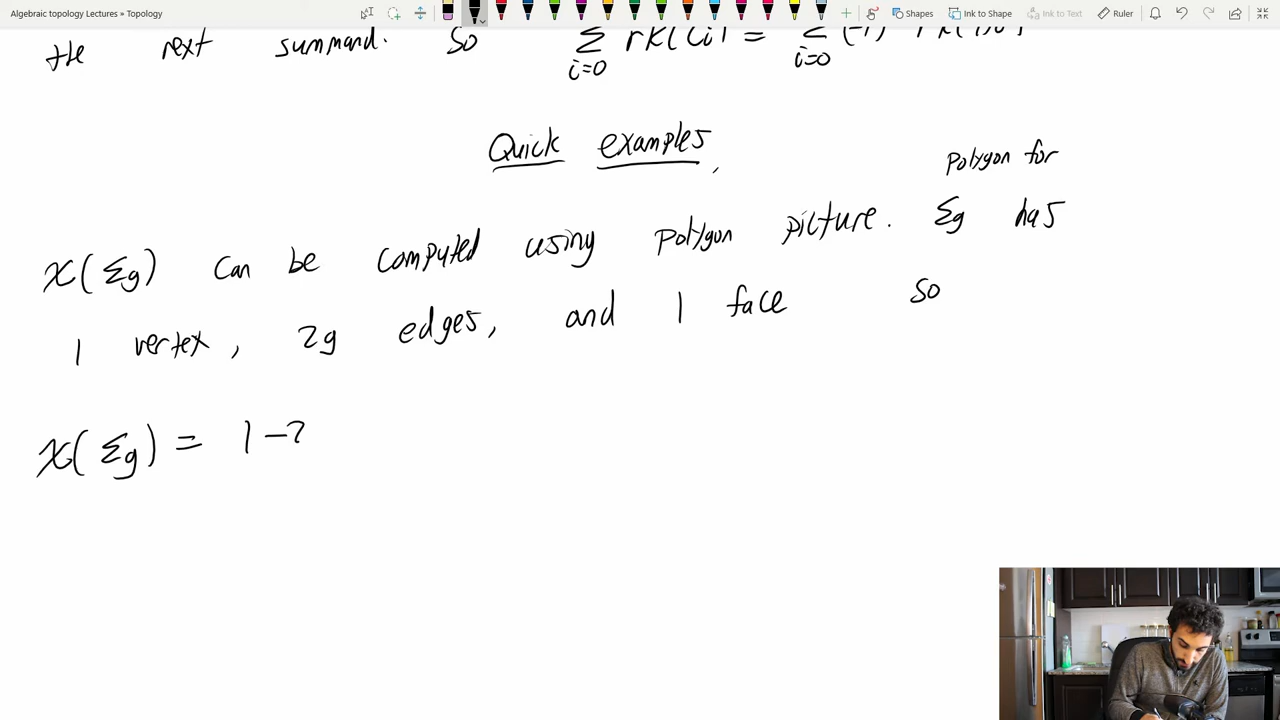 Algebraic topology Lectures » Topology
Shapes Ink to Shape Ink to Text Ruler
the next summand. So
i=0 i=0
Quick examples,
Polygon for
χ(Σg) can be computed using polygon picture. Σg has
1 vertex, 2g edges, and 1 face so
χ(Σg) = 1-2